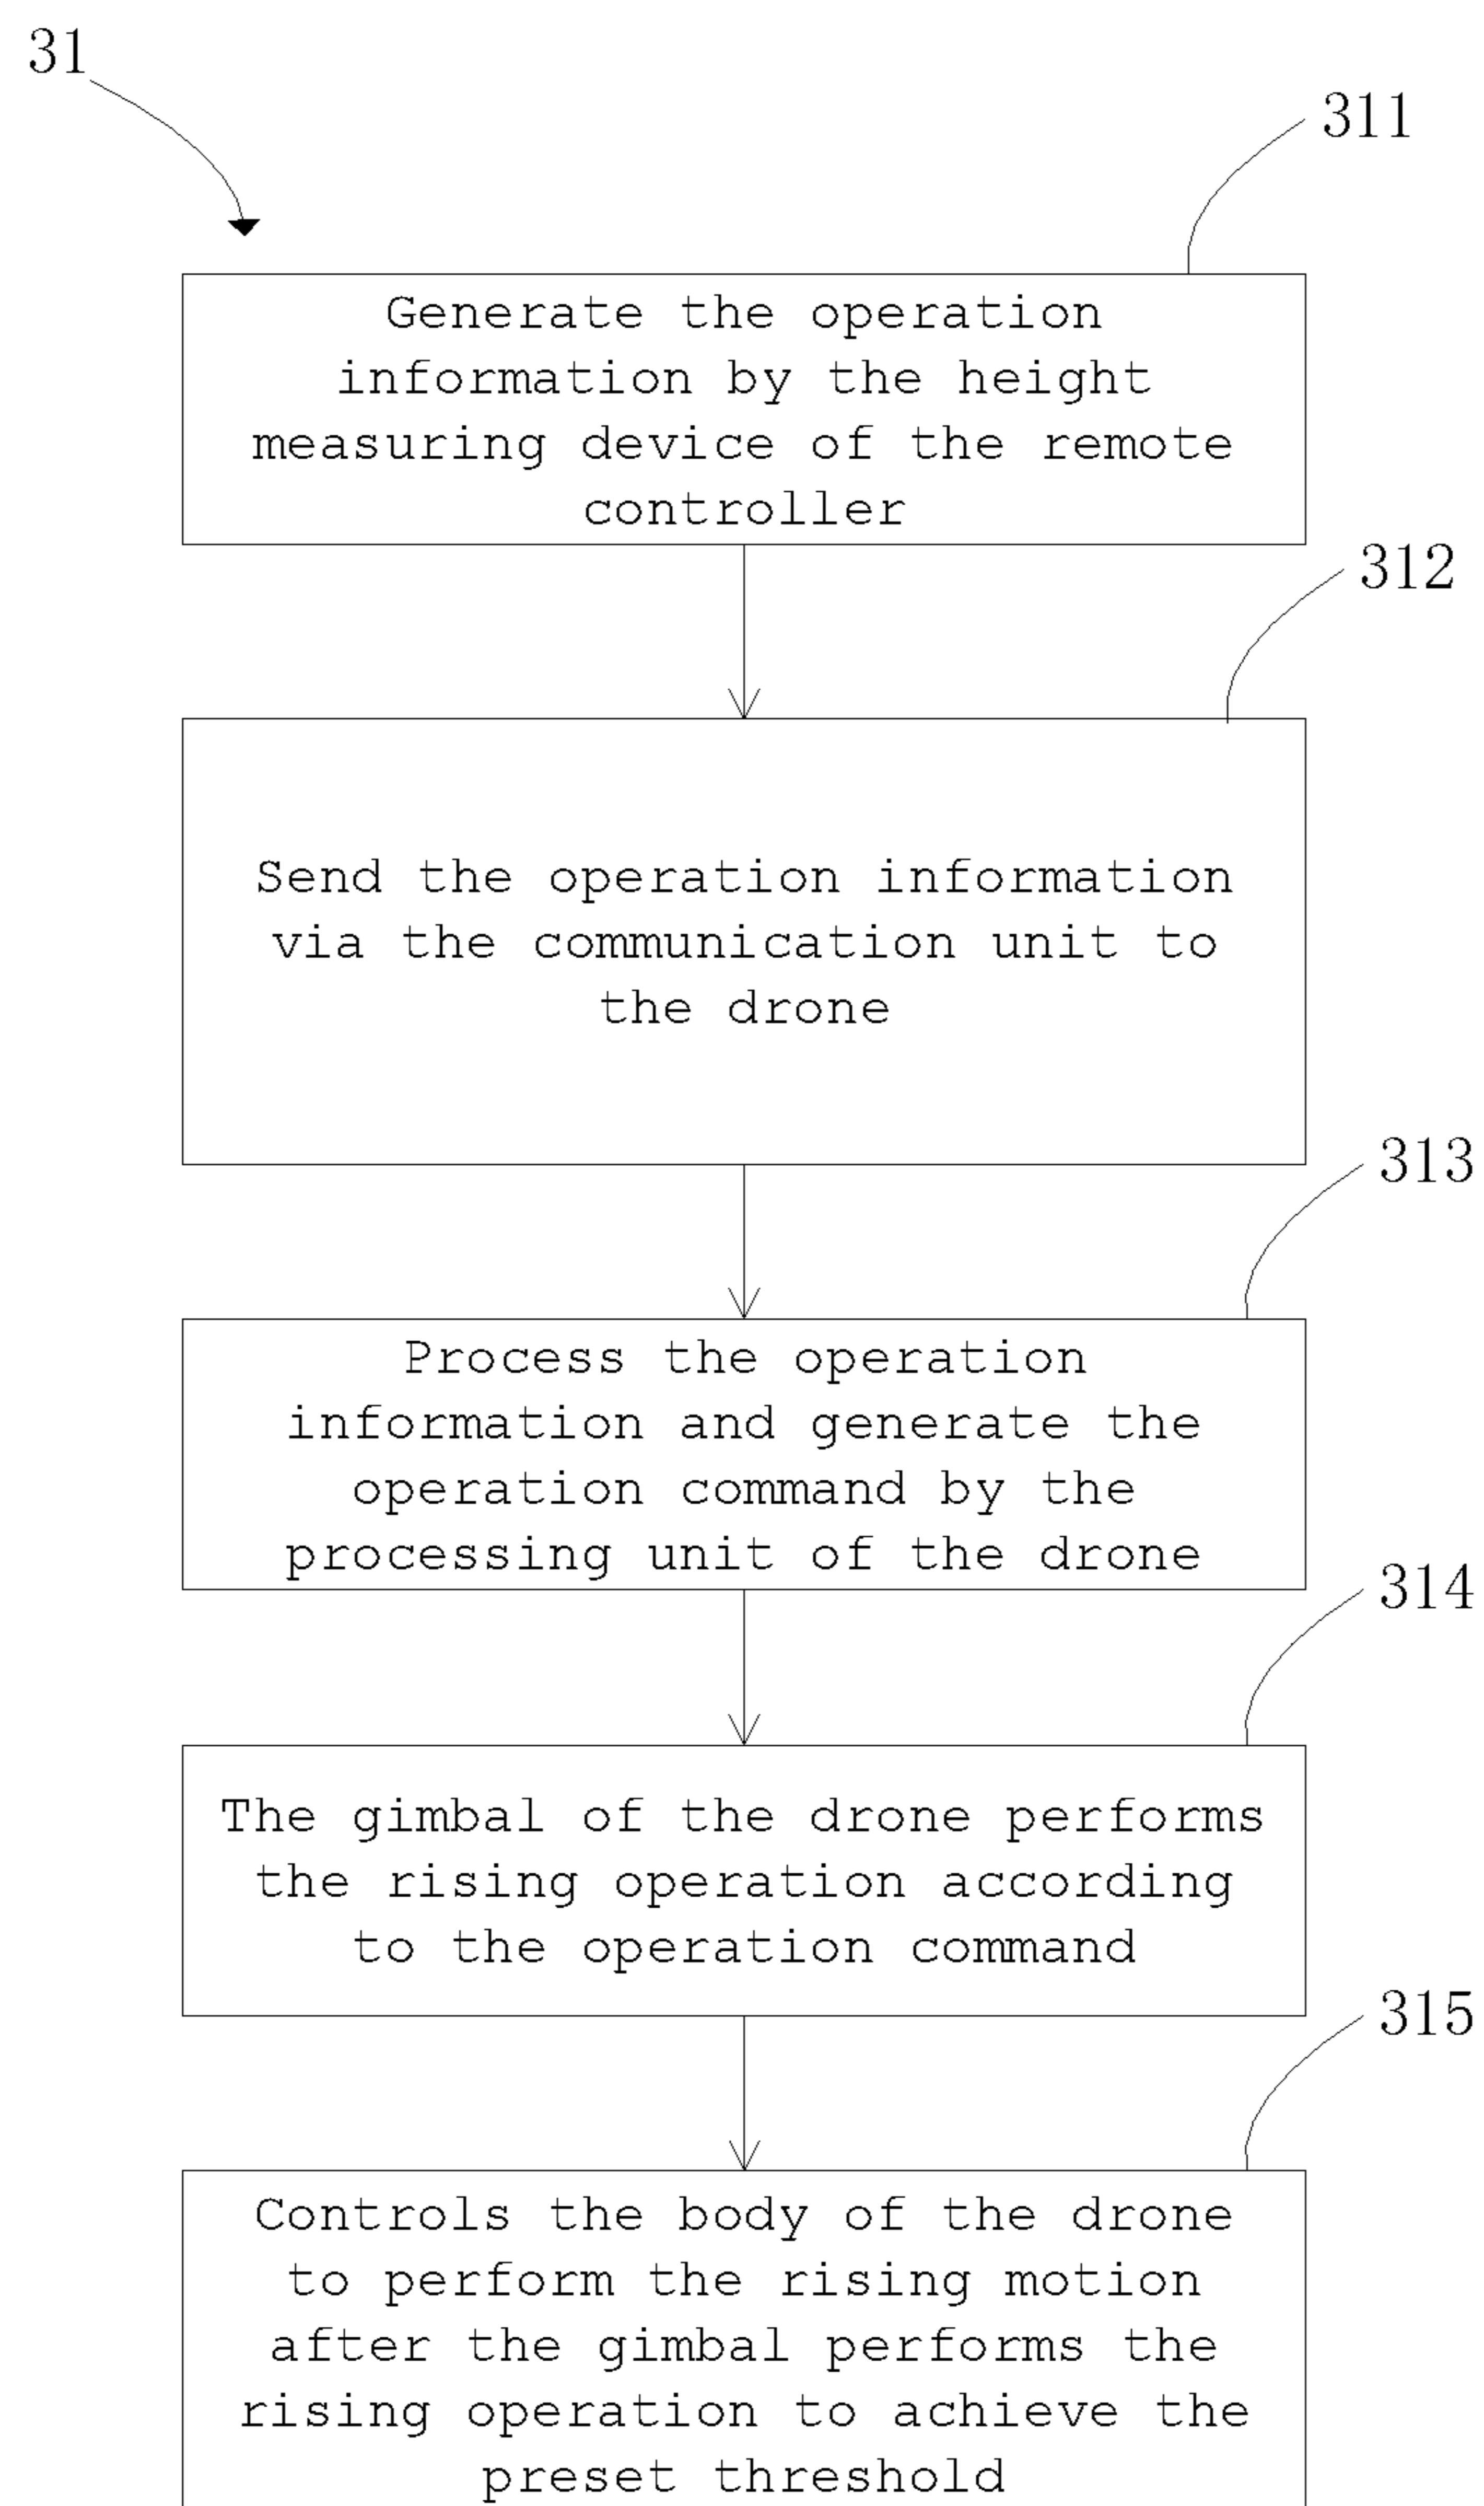 31
311
Generate the operation
information by the height
measuring device of the remote
controller
312
Send the operation information
via the communication unit to
the drone
313
Process the operation
information and generate the
operation command by the
processing unit of the drone
314
The gimbal of the drone performs
the rising operation according
to the operation command
315
Controls the body of the drone
to perform the rising motion
after the gimbal performs the
rising operation to achieve the
preset threshold